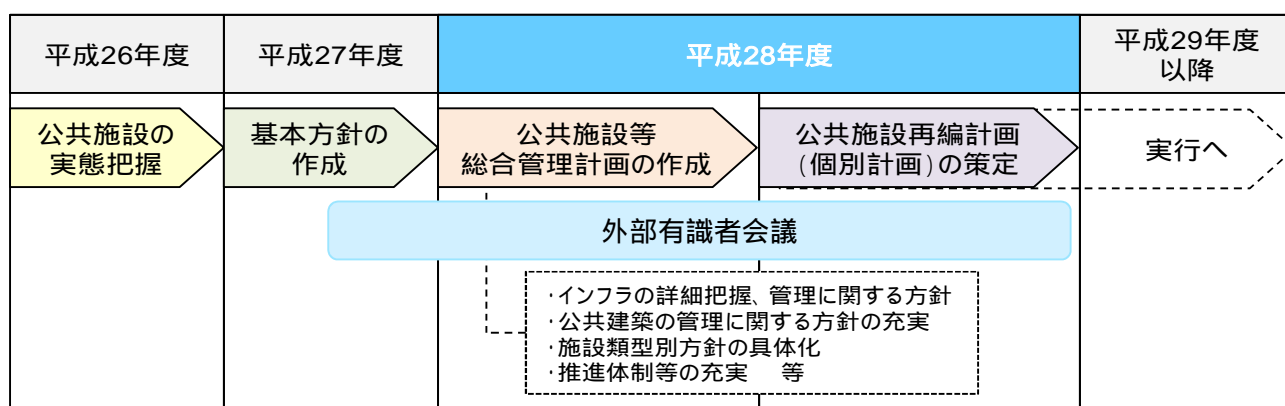 平成26年度
平成27年度
平成28年度
平成29年度
以降
公共施設の
実態把握
基本方針の
作成
公共施設等
総合管理計画の作成
公共施設再編計画
(個別計画)の策定
実行へ
外部有識者会議
・インフラの詳細把握、管理に関する方針
・公共建築の管理に関する方針の充実
・施設類型別方針の具体化
・推進体制等の充実　等